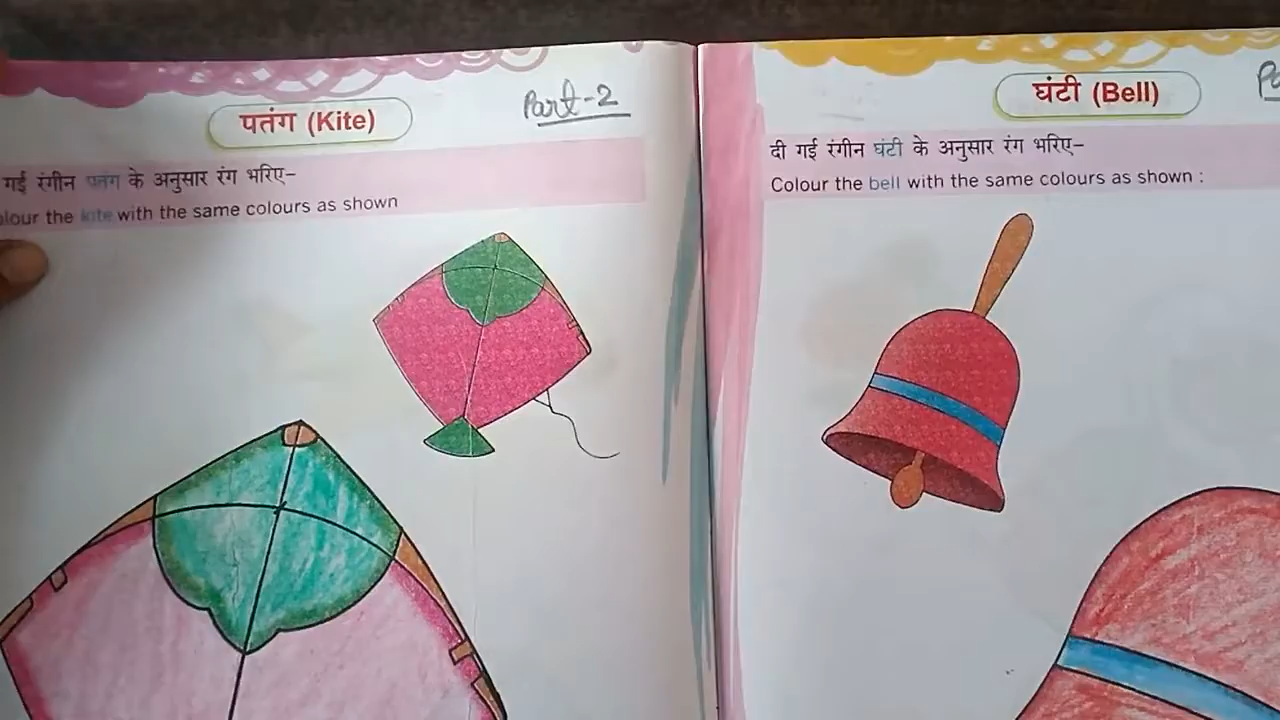 पतंग (Kite)
Part-2
गई रंगीन पतंग के अनुसार रंग भरिए–
the kite with the same colours as shown
घंटी (Bell)
दी गई रंगीन घंटी के अनुसार रंग भरिए–
Colour the bell with the same colours as shown :